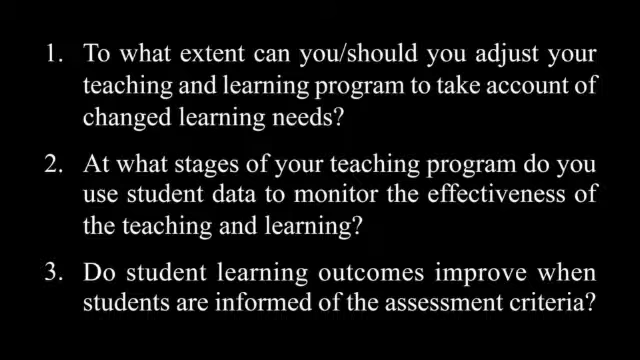 1. To what extent can you/should you adjust your
teaching and learning program to take account of
changed learning needs?
2. At what stages of your teaching program do you
use student data to monitor the effectiveness of
the teaching and learning?
3. Do student learning outcomes improve when
students are informed of the assessment criteria?